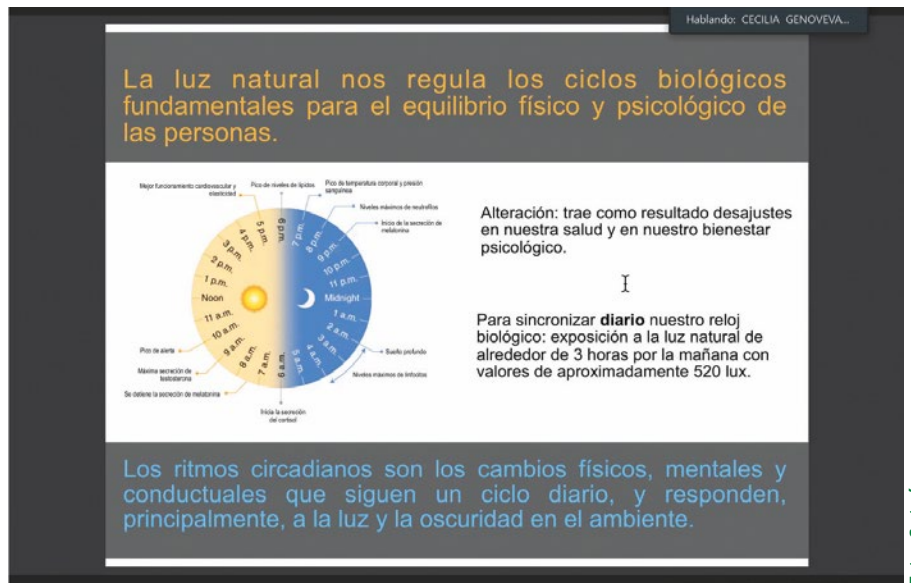 Hablando: CECILIA GENOVEVA...
La luz natural nos regula los ciclos biológicos
fundamentales para el equilibrio físico y psicológico de
las personas.
Mejor funcionamiento cardiovascular y
elasticidad
Pico de niveles de lípidos
Pico de temperatura corporal y presión
sanguínea
Niveles máximos de neutrófilos
Inicio de la secreción de
melatonina
6 p.m.
5 p.m.
4 p.m.
3 p.m.
2 p.m.
1 p.m.
Noon
11 a.m.
10 a.m.
9 a.m.
8 a.m.
7 a.m.
6 a.m.
7 p.m.
8 p.m.
9 p.m.
10 p.m.
11 p.m.
Midnight
1 a.m.
2 a.m.
3 a.m.
4 a.m.
5 a.m.
Pico de alerta
Máxima secreción de
testosterona
Se detiene la secreción de melatonina
Inicia la secreción
del cortisol
Sueño profundo
Niveles máximos de linfocitos
Alteración: trae como resultado desajustes
en nuestra salud y en nuestro bienestar
psicológico.
Para sincronizar diario nuestro reloj
biológico: exposición a la luz natural de
alrededor de 3 horas por la mañana con
valores de aproximadamente 520 lux.
Los ritmos circadianos son los cambios físicos, mentales y
conductuales que siguen un ciclo diario, y responden,
principalmente, a la luz y la oscuridad en el ambiente.